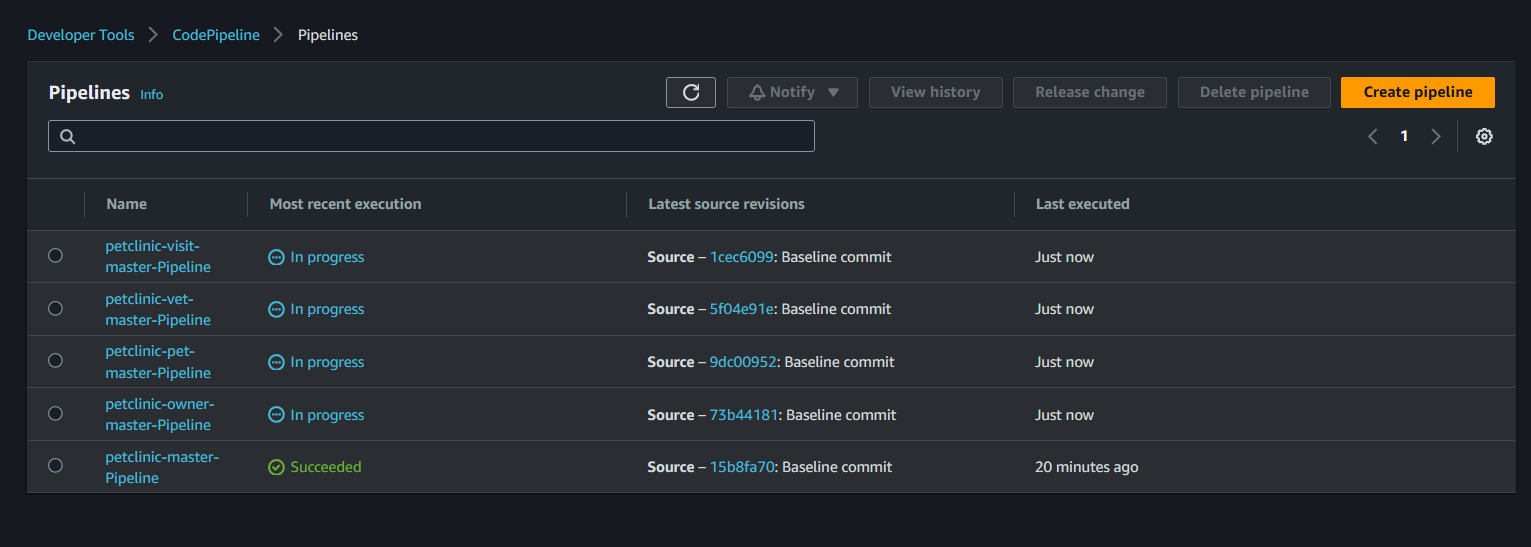 Developer Tools > CodePipeline > Pipelines
Pipelines Info
Notify
View history
Release change
Delete pipeline
Create pipeline
1
Name Most recent execution Latest source revisions Last executed
petclinic-visit-
master-Pipeline
In progress
Source – 1cec6099: Baseline commit
Just now
petclinic-vet-
master-Pipeline
In progress
Source – 5f04e91e: Baseline commit
Just now
petclinic-pet-
master-Pipeline
In progress
Source – 9dc00952: Baseline commit
Just now
petclinic-owner-
master-Pipeline
In progress
Source – 73b44181: Baseline commit
Just now
petclinic-master-
Pipeline
Succeeded
Source – 15b8fa70: Baseline commit
20 minutes ago